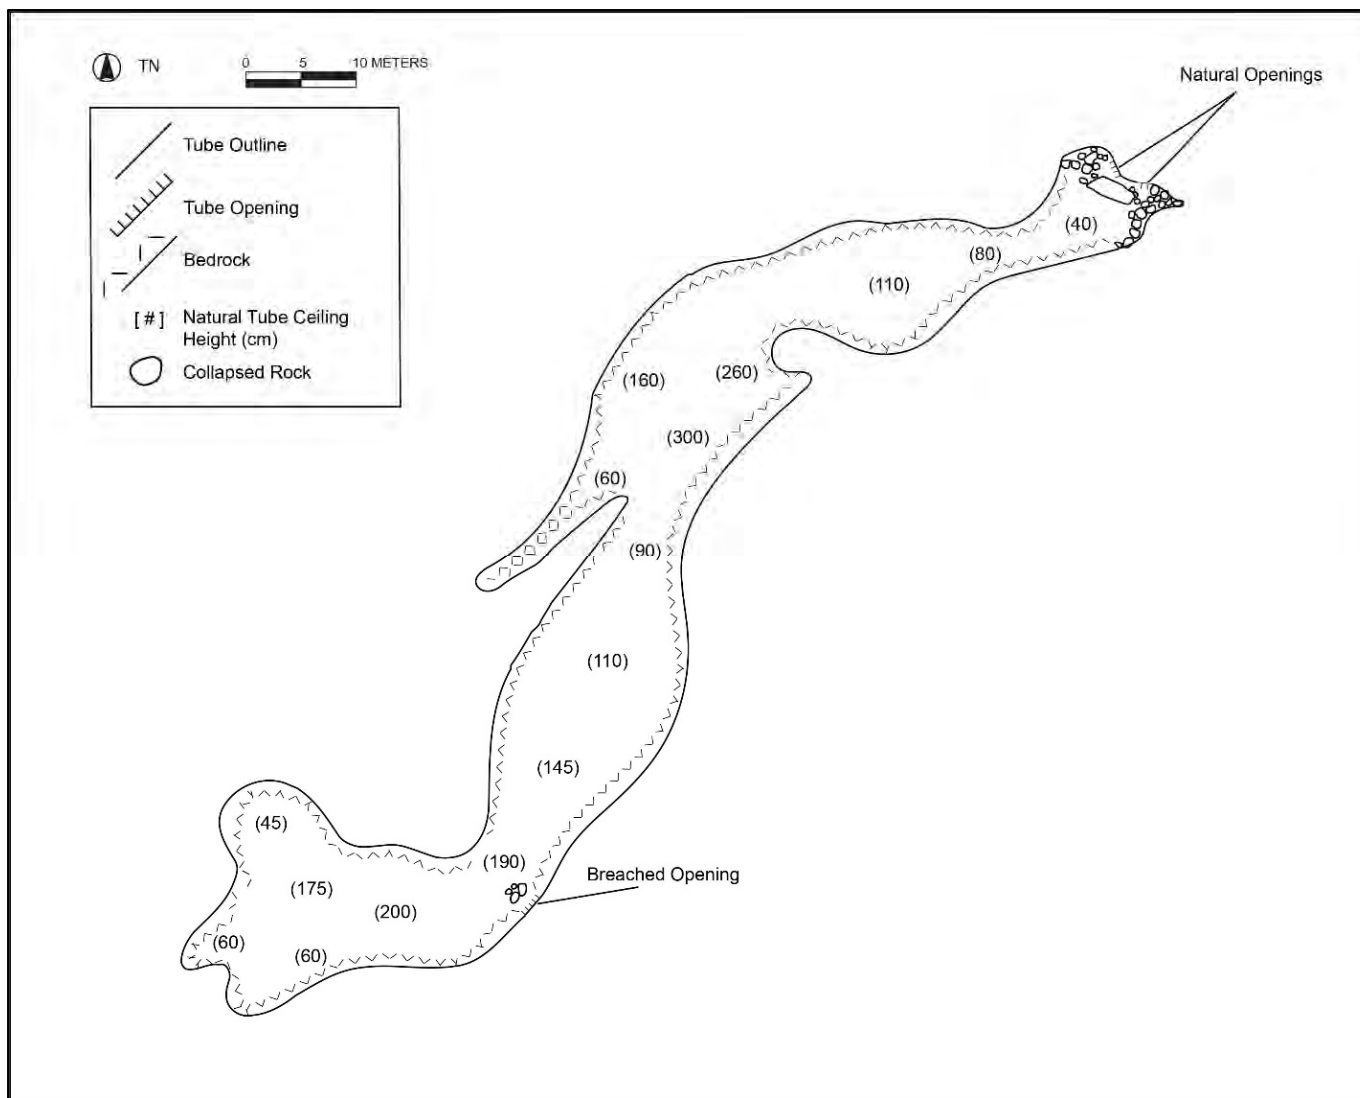 TN
0 5 10 METERS
Natural Openings
Tube Outline
Tube Opening
Bedrock
[ # ] Natural Tube Ceiling
Height (cm)
Collapsed Rock
(40)
(80)
(110)
(160)
(260)
(300)
(60)
(90)
(110)
(145)
(45)
(190)
Breached Opening
(175)
(200)
(60)
(60)